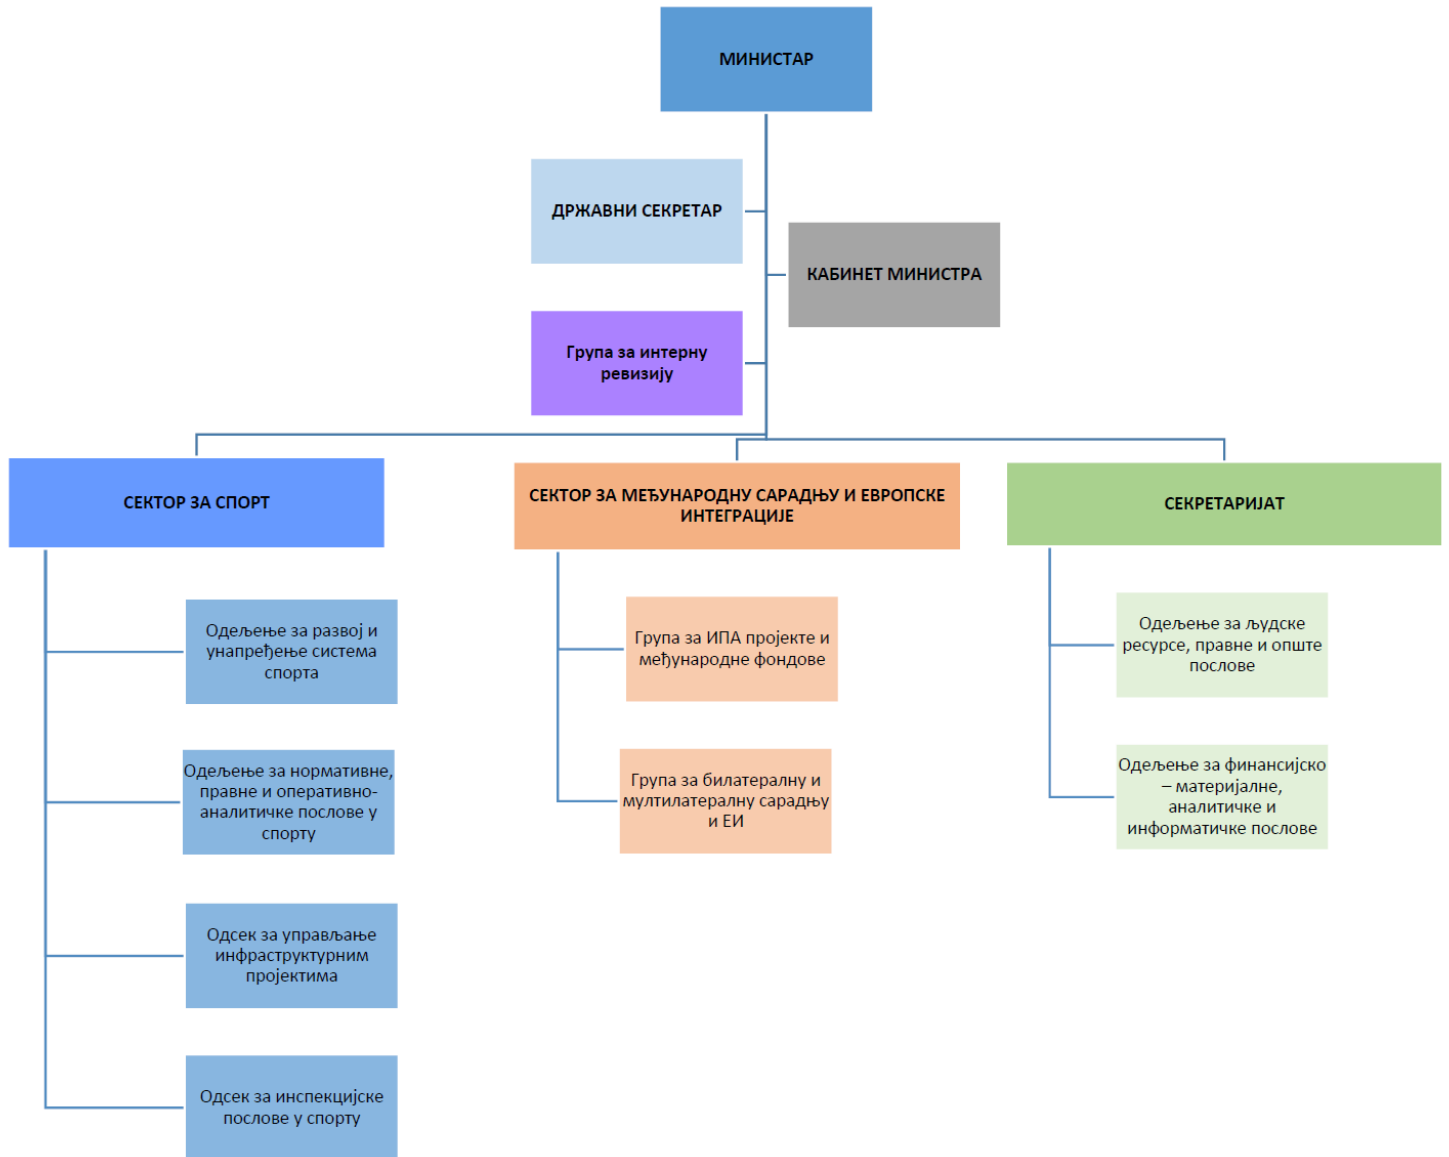 МИНИСТАР
ДРЖАВНИ СЕКРЕТАР
КАБИНЕТ МИНИСТРА
Група за интерну
ревизију
СЕКТОР ЗА СПОРТ
Одељење за развој и
унапређење система
спорта
Одељење за нормативне,
правне и оперативно-
аналитичке послове у
спорту
Одсек за управљање
инфраструктурним
пројектима
Одсек за инспекцијске
послове у спорту
СЕКТОР ЗА МЕЂУНАРОДНУ САРАДЊУ И ЕВРОПСКЕ
ИНТЕГРАЦИЈЕ
Група за ИПА пројекте и
међународне фондове
Група за билатералну и
мултилатералну сарадњу
и ЕИ
СЕКРЕТАРИЈАТ
Одељење за људске
ресурсе, правне и опште
послове
Одељење за финансијско
– материјалне,
аналитичке и
информатичке послове